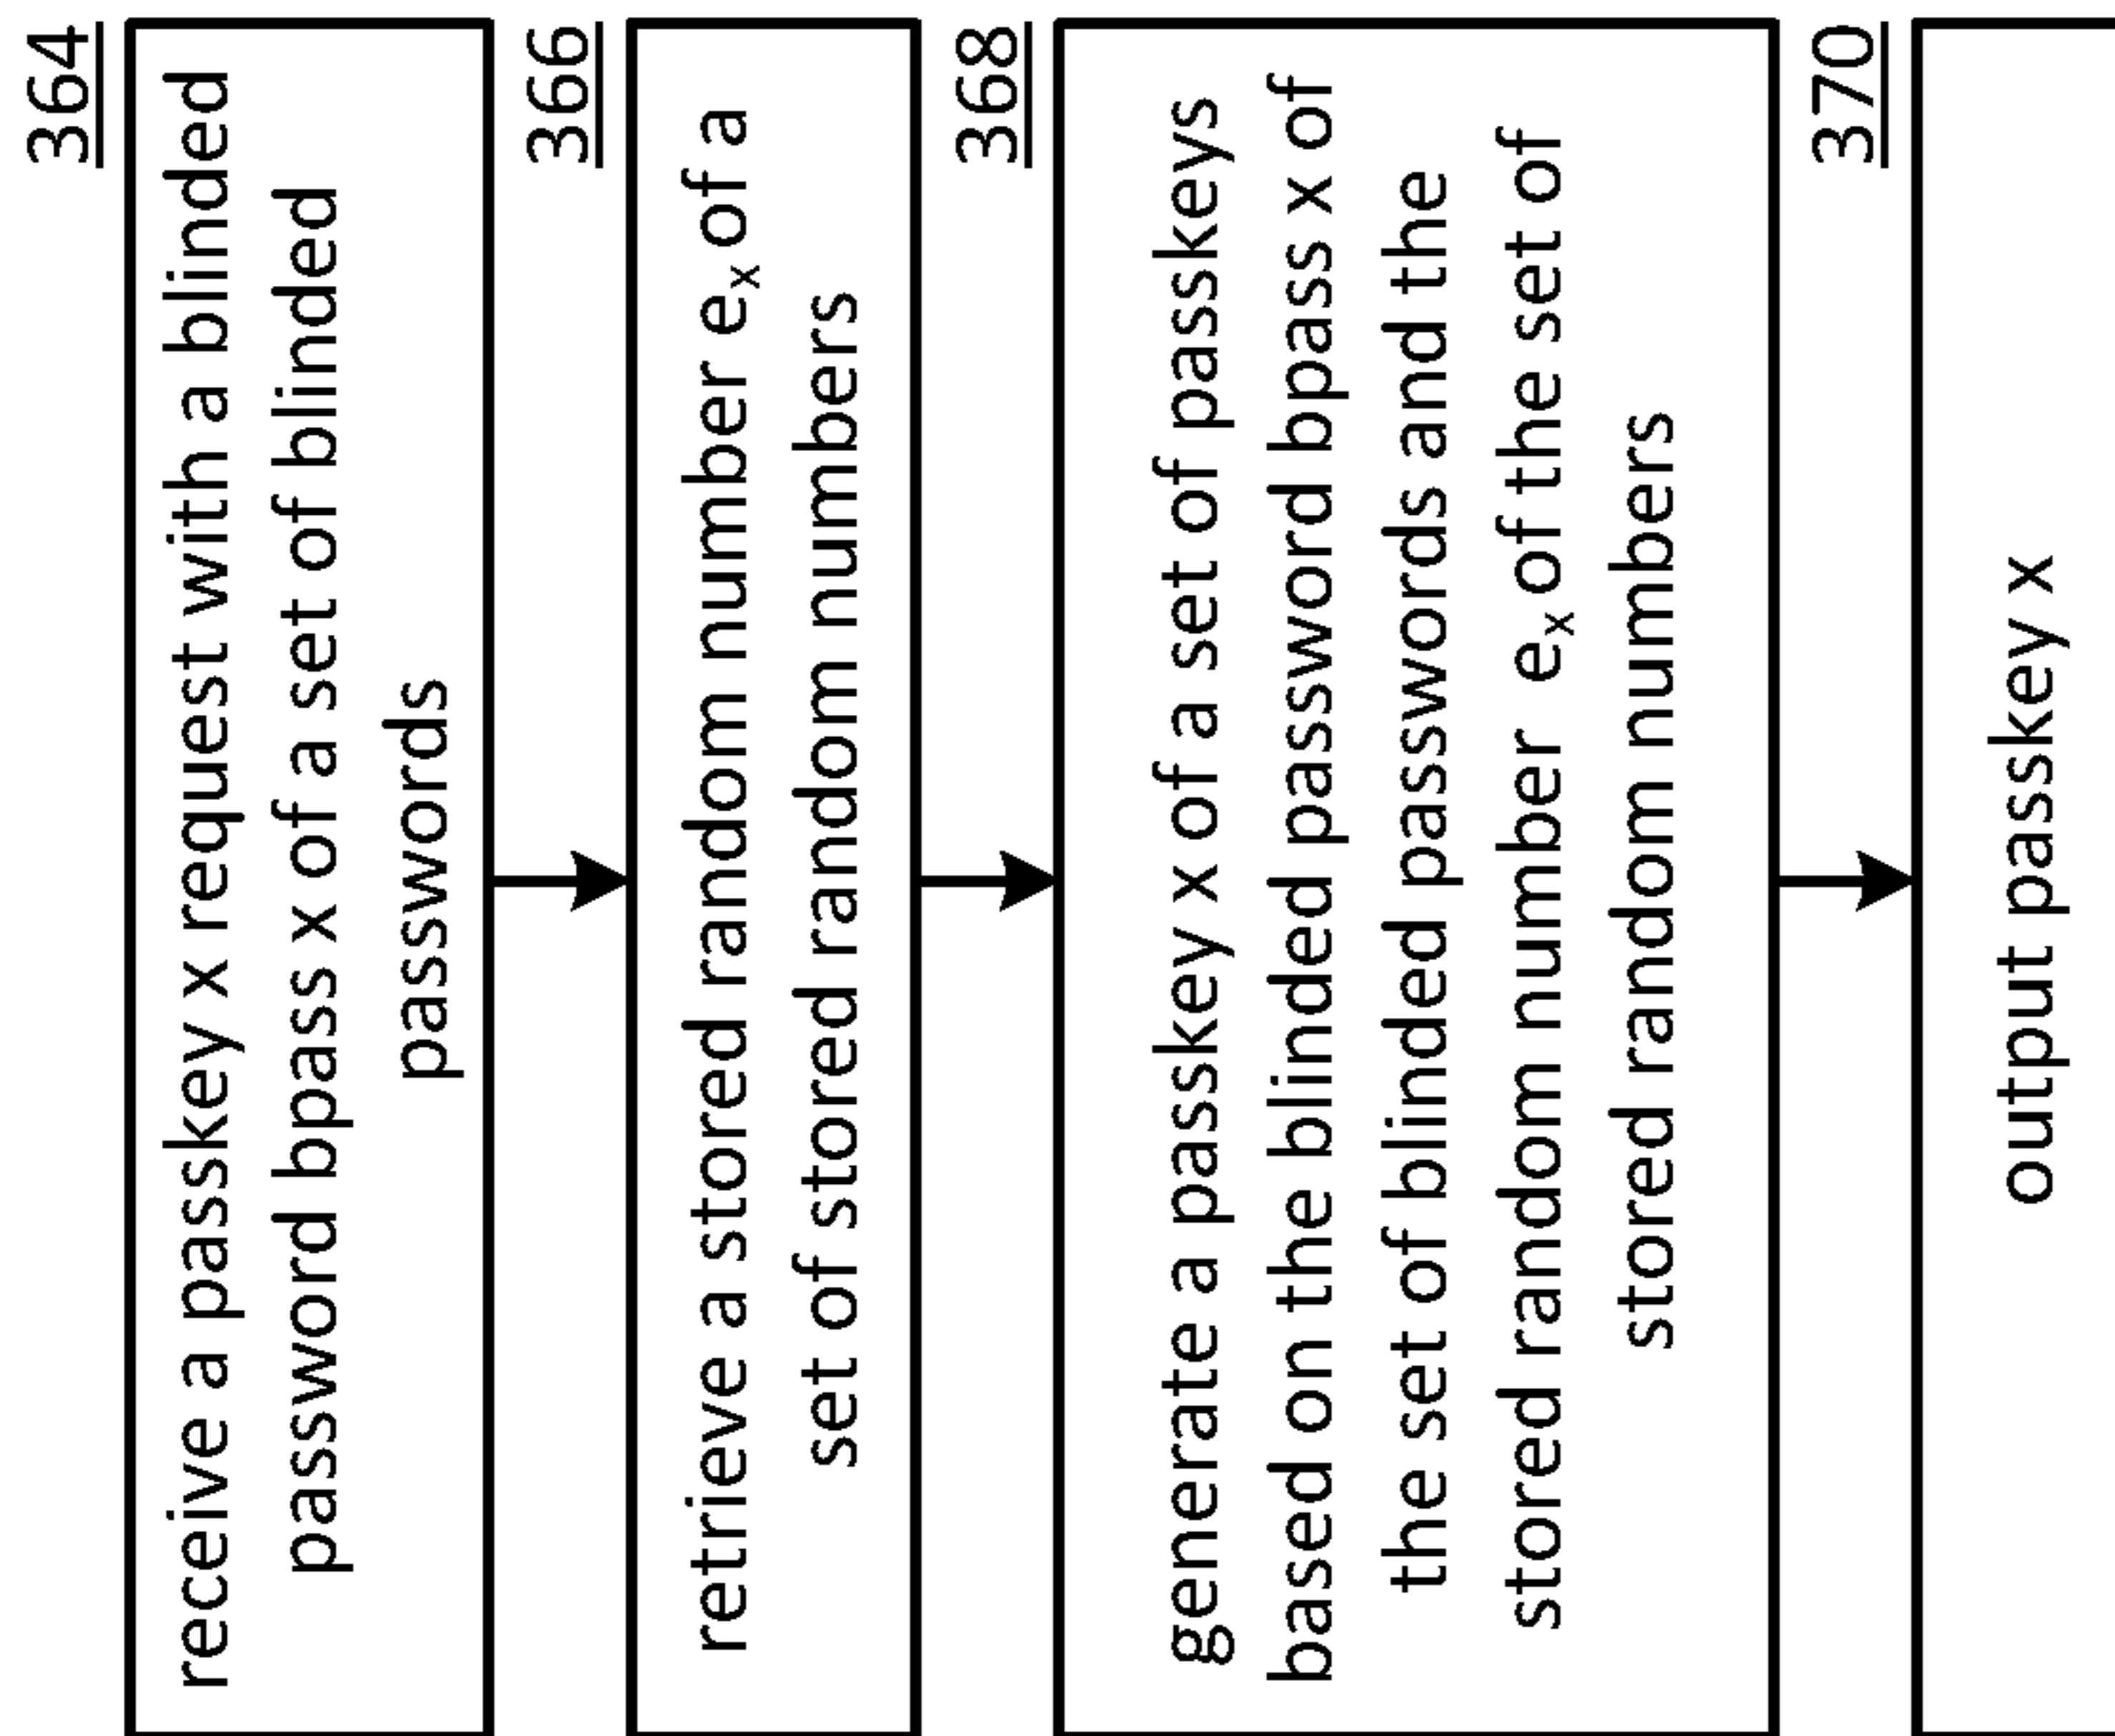 364
receive a passkey x request with a blinded
password bpass x of a set of blinded
passwords
366
retrieve a stored random number eₓ of a
set of stored random numbers
368
generate a passkey x of a set of passkeys
based on the blinded password bpass x of
the set of blinded passwords and the
stored random number eₓ of the set of
stored random numbers
370
output passkey x